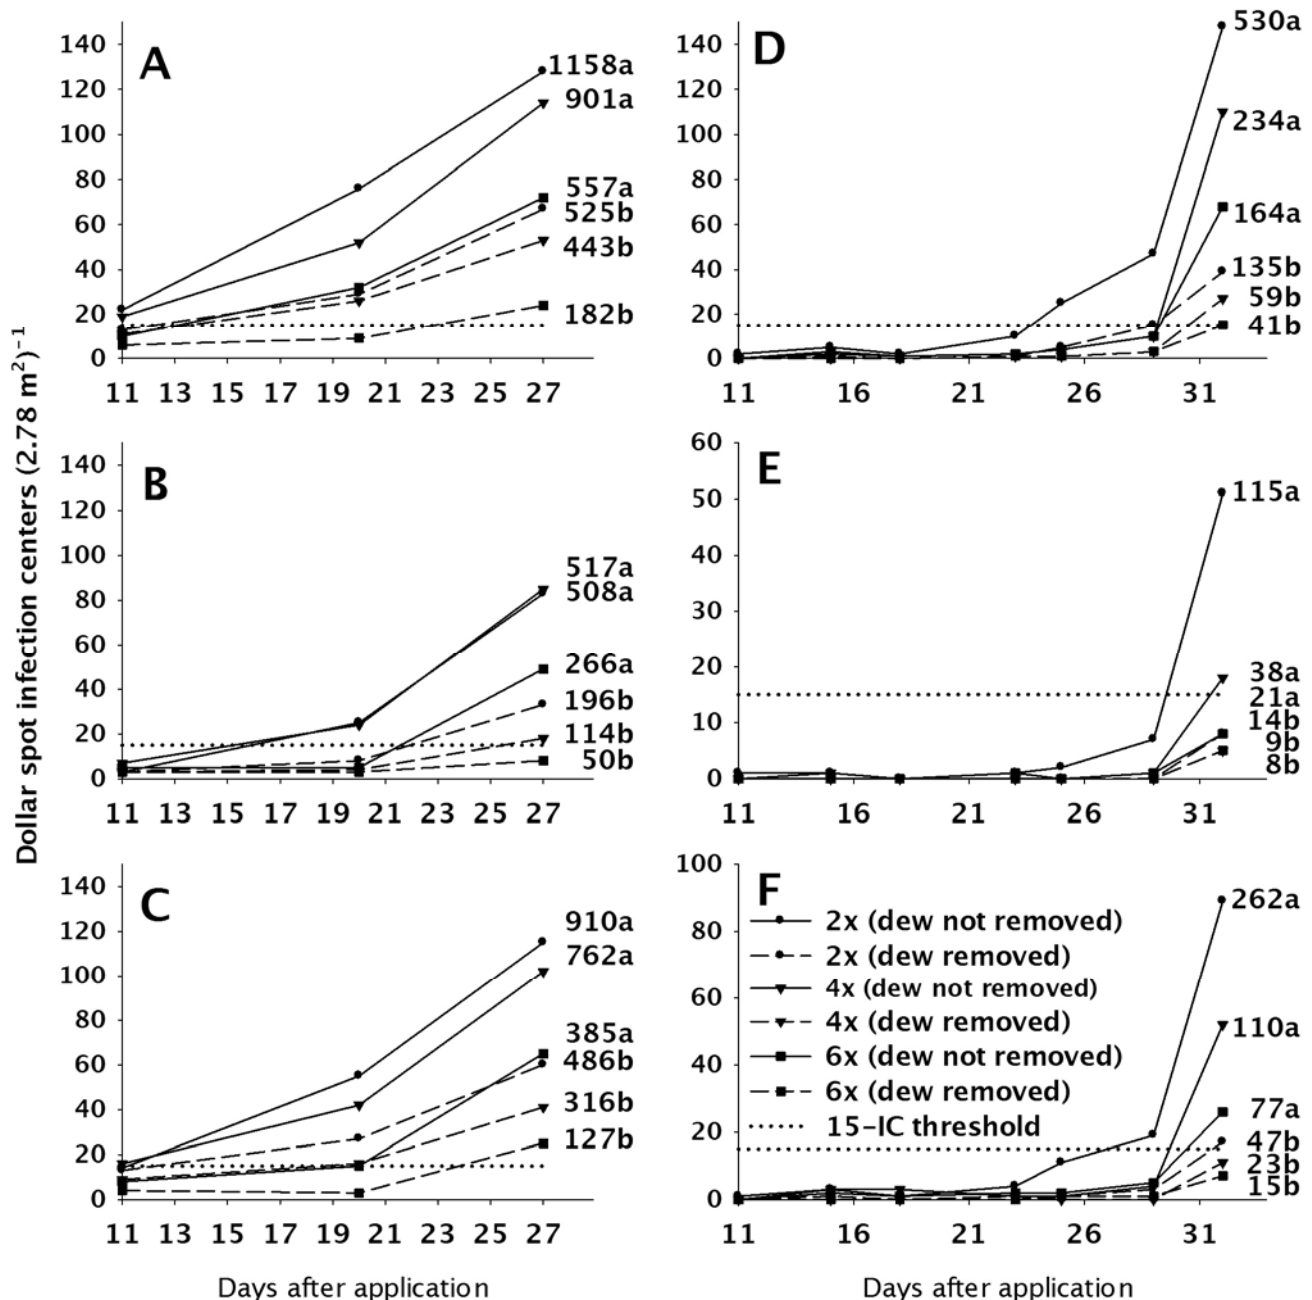 Dollar spot infection centers (2.78 m²)⁻¹
A
140
120
100
80
60
40
20
0
11 13 15 17 19 21 23 25 27
1158a
901a
557a
525b
443b
182b
D
140
120
100
80
60
40
20
0
11 16 21 26 31
530a
234a
164a
135b
59b
41b
B
140
120
100
80
60
40
20
0
11 13 15 17 19 21 23 25 27
517a
508a
266a
196b
114b
50b
E
60
50
40
30
20
10
0
11 16 21 26 31
115a
38a
21a
14b
9b
8b
C
140
120
100
80
60
40
20
0
11 13 15 17 19 21 23 25 27
910a
762a
385a
486b
316b
127b
Days after application
F
100
80
60
40
20
0
11 16 21 26 31
2x (dew not removed)
2x (dew removed)
4x (dew not removed)
4x (dew removed)
6x (dew not removed)
6x (dew removed)
15-IC threshold
262a
110a
77a
47b
23b
15b
Days after application